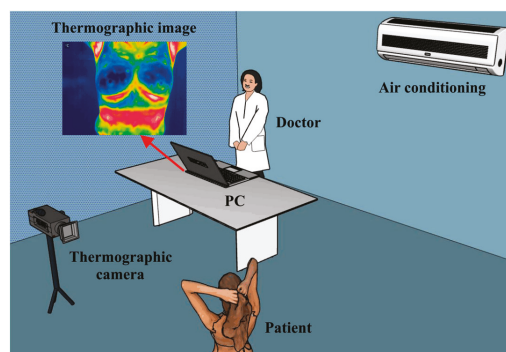 Thermographic image
Air conditioning
Doctor
PC
Thermographic
camera
Patient